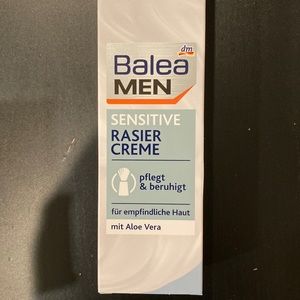 dm
Balea
MEN
SENSITIVE
RASIER
CREME
pflegt
& beruhigt
für empfindliche Haut
mit Aloe Vera